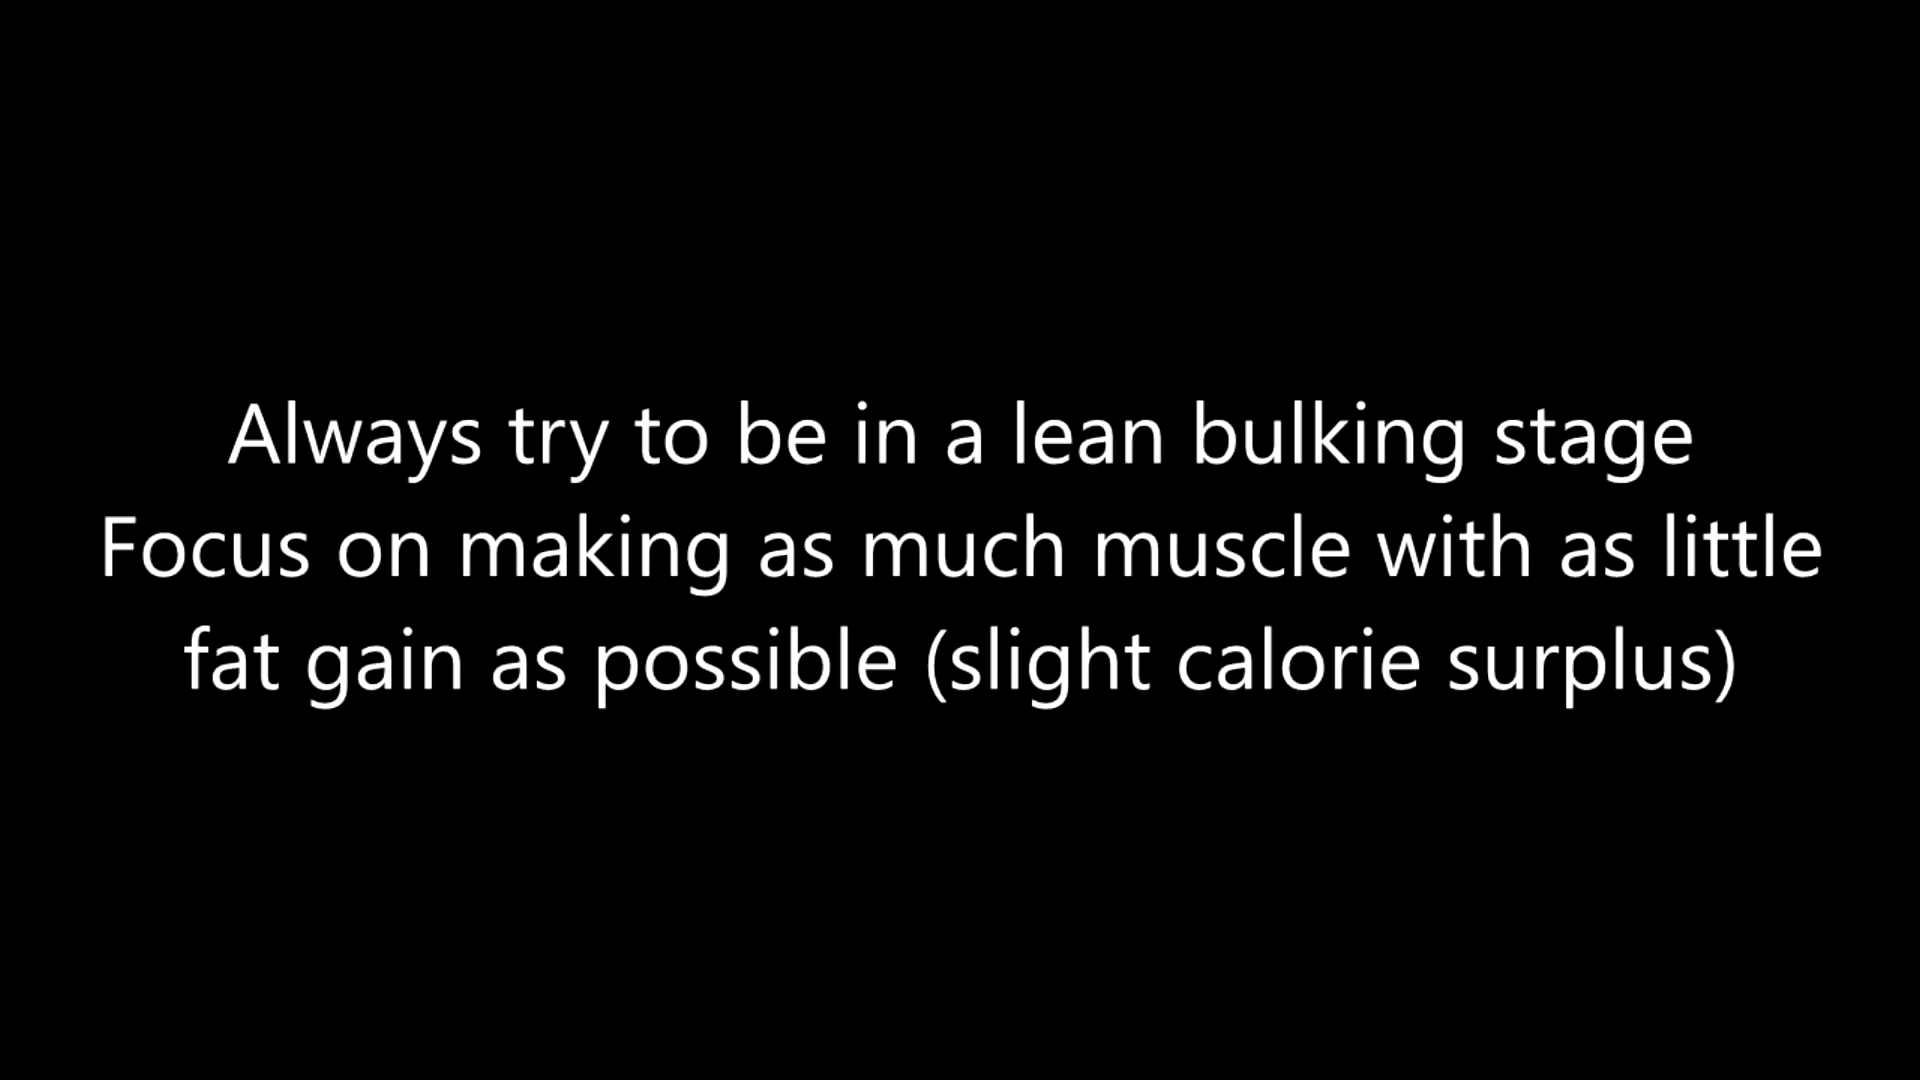 Always try to be in a lean bulking stage
Focus on making as much muscle with as little
fat gain as possible (slight calorie surplus)